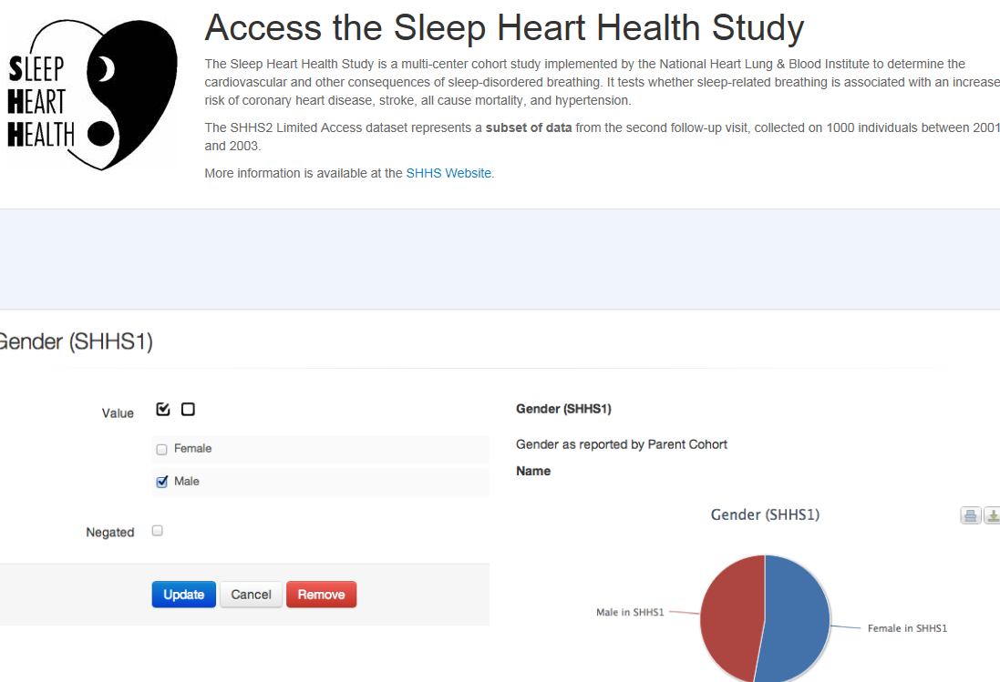 SLEEP
HEART
HEALTH
Access the Sleep Heart Health Study
The Sleep Heart Health Study is a multi-center cohort study implemented by the National Heart Lung & Blood Institute to determine the
cardiovascular and other consequences of sleep-disordered breathing. It tests whether sleep-related breathing is associated with an increase
risk of coronary heart disease, stroke, all cause mortality, and hypertension.
The SHHS2 Limited Access dataset represents a subset of data from the second follow-up visit, collected on 1000 individuals between 2001
and 2003.
More information is available at the SHHS Website.
Gender (SHHS1)
Value
Female
Male
Negated
Update Cancel Remove
Gender (SHHS1)
Gender as reported by Parent Cohort
Name
Gender (SHHS1)
Male in SHHS1
Female in SHHS1